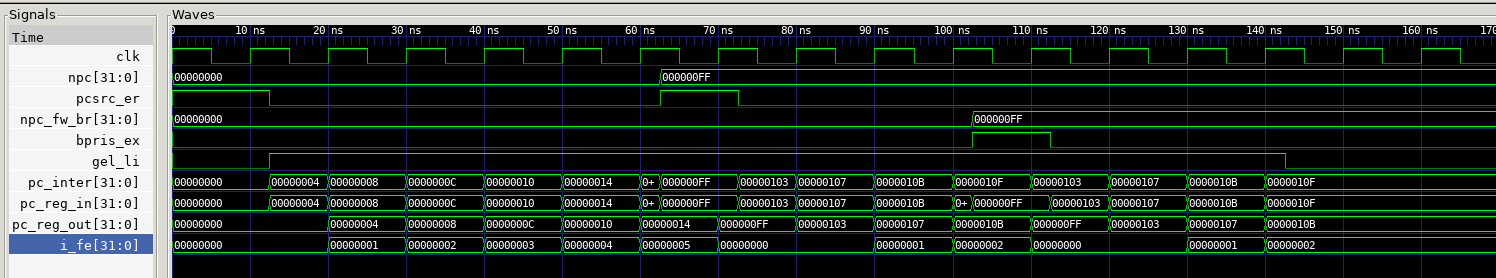 Signals Waves
Time 0 10 ns 20 ns 30 ns 40 ns 50 ns 60 ns 70 ns 80 ns 90 ns 100 ns 110 ns 120 ns 130 ns 140 ns 150 ns 160 ns 170
clk
npc[31:0] 00000000 000000FF
pcsrc_er
npc_fw_br[31:0] 00000000 000000FF
bpris_ex
gel_li
pc_inter[31:0] 00000000 00000004 00000008 0000000C 00000010 00000014 0+ 000000FF 00000103 00000107 0000010B 0000010F 00000103 00000107 0000010B 0000010F
pc_reg_in[31:0] 00000000 00000004 00000008 0000000C 00000010 00000014 0+ 000000FF 00000103 00000107 0000010B 0+ 000000FF 00000103 00000107 0000010B 0000010F
pc_reg_out[31:0] 00000000 00000004 00000008 0000000C 00000010 00000014 000000FF 00000103 00000107 0000010B 000000FF 00000103 00000107 0000010B
i_fe[31:0] 00000000 00000001 00000002 00000003 00000004 00000005 00000000 00000001 00000002 00000000 00000001 00000002